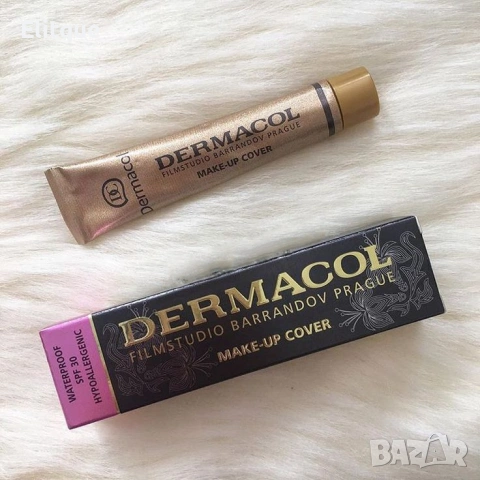 DERMACOL
FILMSTUDIO BARRANDOV PRAGUE
MAKE-UP COVER
Dermacol
DERMACOL
FILMSTUDIO BARRANDOV PRAGUE
MAKE-UP COVER
WATERPROOF
SPF 30
HYPOALLERGENIC
BAZAR